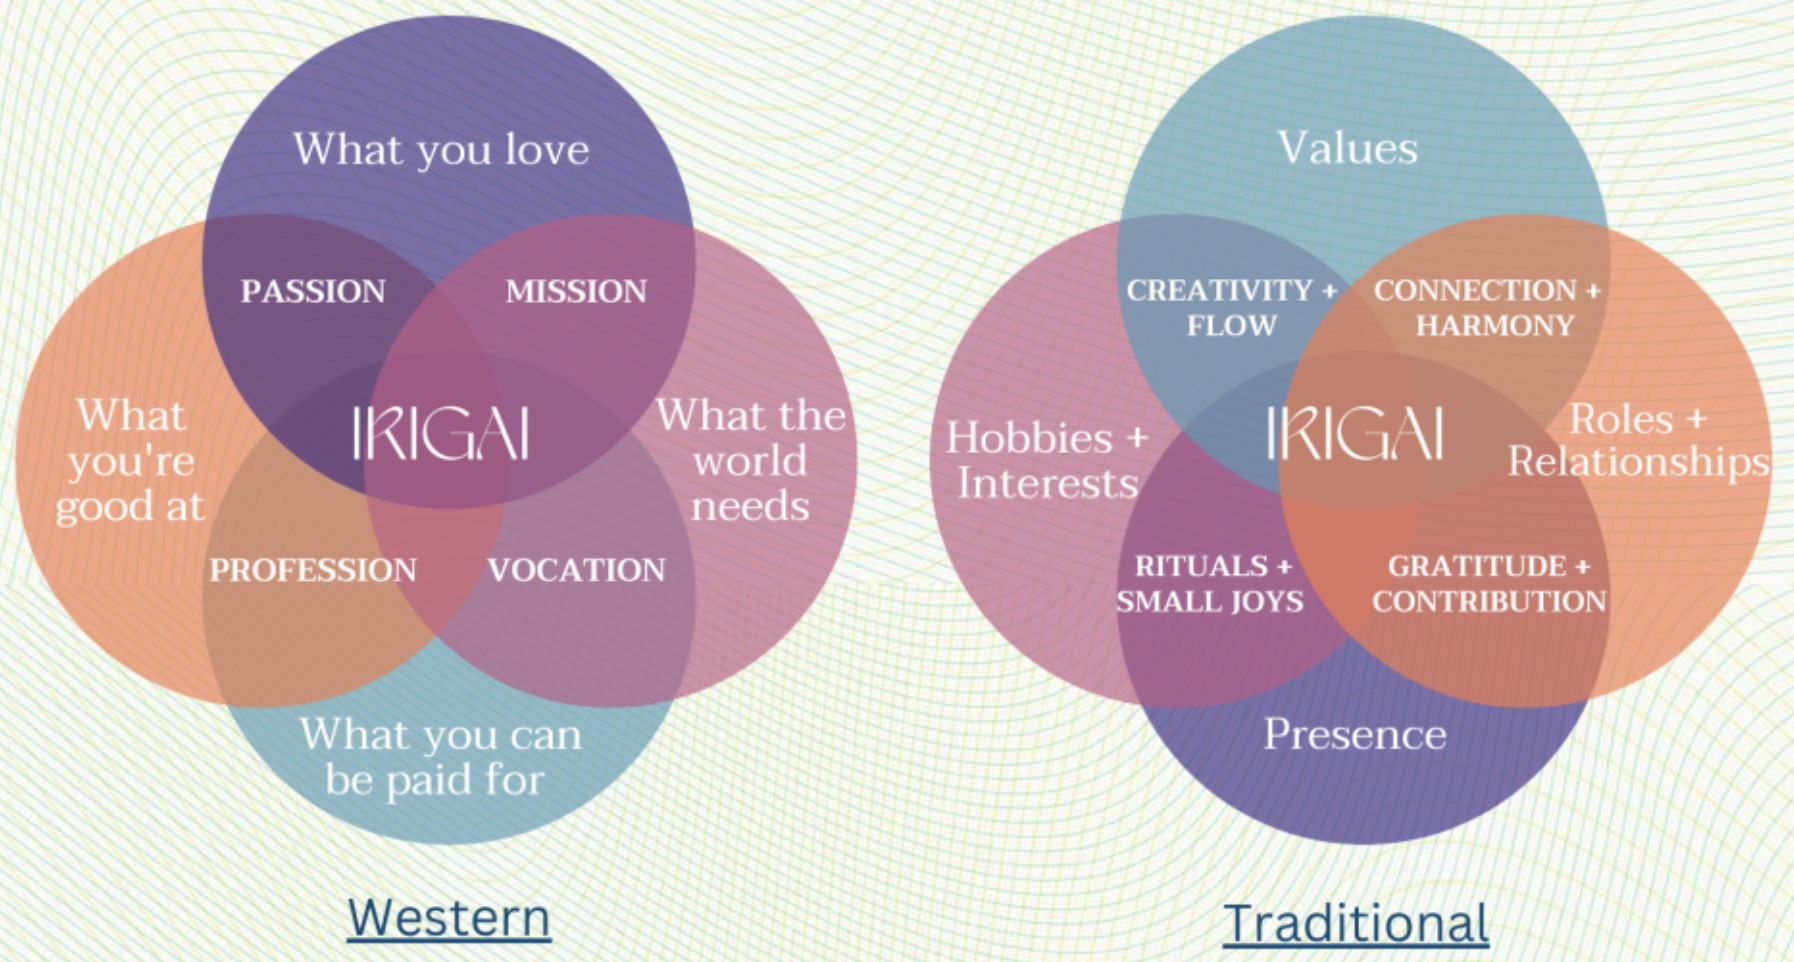 What you love
PASSION
MISSION
What
you're
good at
IKIGAI
What the
world
needs
PROFESSION
VOCATION
What you can
be paid for
Western
Values
CREATIVITY +
FLOW
CONNECTION +
HARMONY
Hobbies +
Interests
IKIGAI
Roles +
Relationships
RITUALS +
SMALL JOYS
GRATITUDE +
CONTRIBUTION
Presence
Traditional